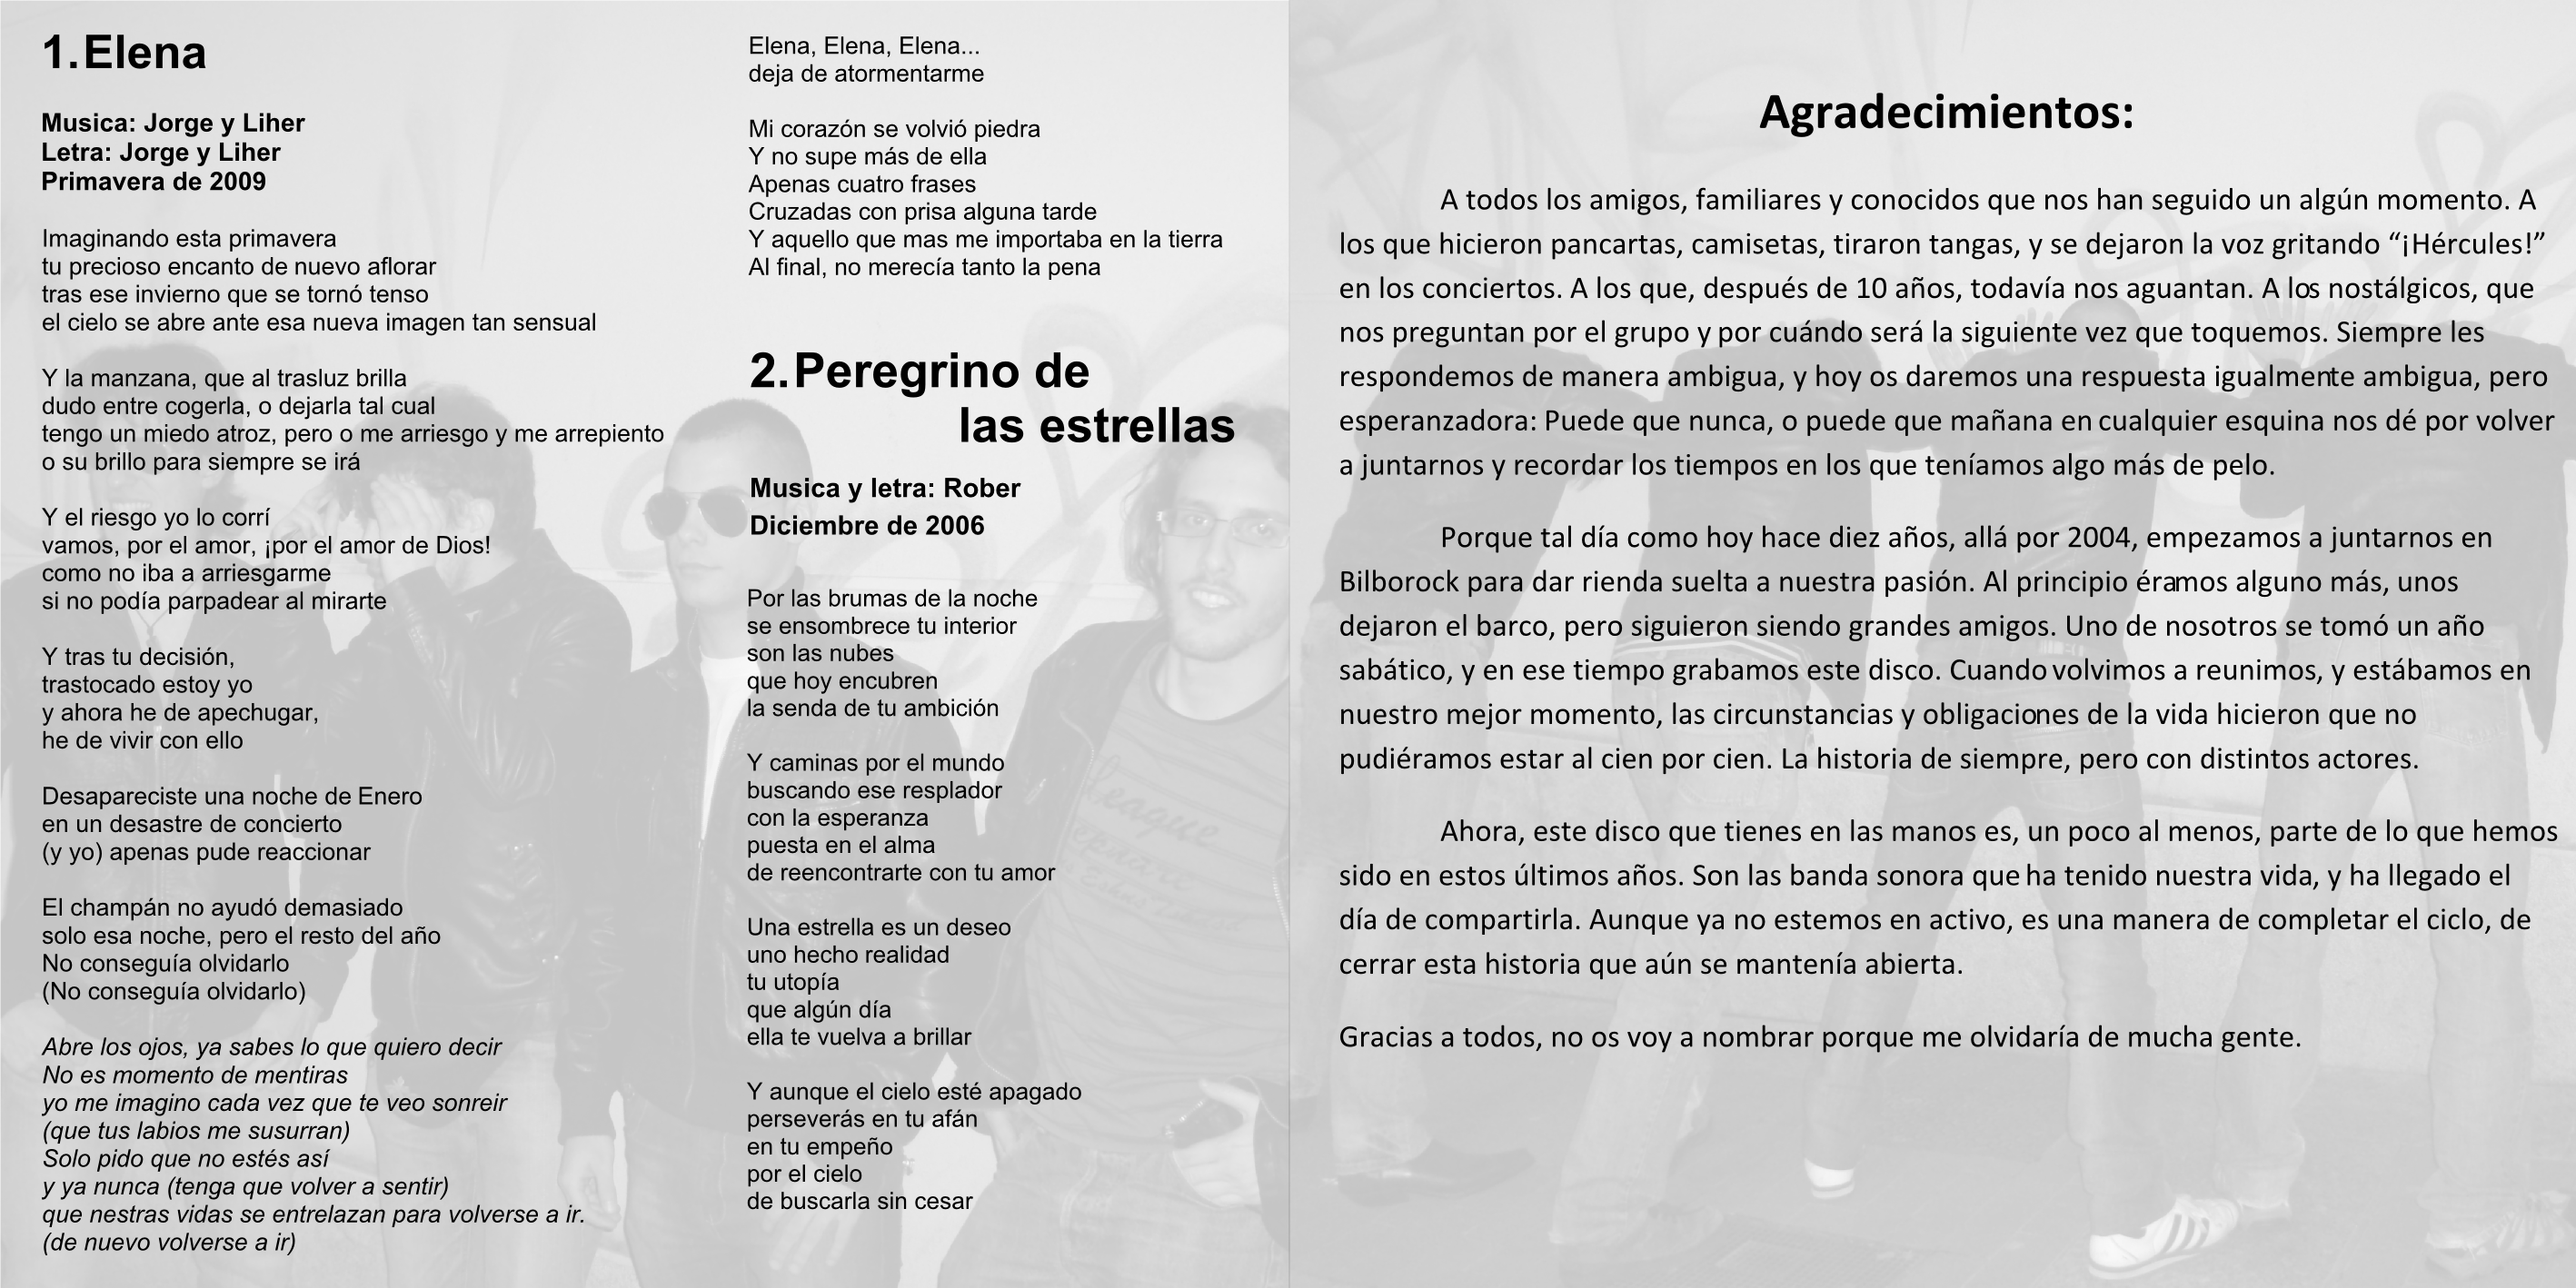 1. Elena
Musica: Jorge y Liher
Letra: Jorge y Liher
Primavera de 2009
Imaginando esta primavera
tu precioso encanto de nuevo aflorar
tras ese invierno que se tornó tenso
el cielo se abre ante esa nueva imagen tan sensual
Y la manzana, que al trasluz brilla
dudo entre cogerla, o dejarla tal cual
tengo un miedo atroz, pero o me arriesgo y me arrepiento
o su brillo para siempre se irá
Y el riesgo yo lo corrí
vamos, por el amor, ¡por el amor de Dios!
como no iba a arriesgarme
si no podía parpadear al mirarte
Y tras tu decisión,
trastocado estoy yo
y ahora he de apechugar,
he de vivir con ello
Desapareciste una noche de Enero
en un desastre de concierto
(y yo) apenas pude reaccionar
El champán no ayudó demasiado
solo esa noche, pero el resto del año
No conseguía olvidarlo
(No conseguía olvidarlo)
Abre los ojos, ya sabes lo que quiero decir
No es momento de mentiras
yo me imagino cada vez que te veo sonreir
(que tus labios me susurran)
Solo pido que no estés así
y ya nunca (tenga que volver a sentir)
que nestras vidas se entrelazan para volverse a ir.
(de nuevo volverse a ir)
Elena, Elena, Elena...
deja de atormentarme
Mi corazón se volvió piedra
Y no supe más de ella
Apenas cuatro frases
Cruzadas con prisa alguna tarde
Y aquello que mas me importaba en la tierra
Al final, no merecía tanto la pena
2. Peregrino de
las estrellas
Musica y letra: Rober
Diciembre de 2006
Por las brumas de la noche
se ensombrece tu interior
son las nubes
que hoy encubren
la senda de tu ambición
Y caminas por el mundo
buscando ese resplador
con la esperanza
puesta en el alma
de reencontrarte con tu amor
Una estrella es un deseo
uno hecho realidad
tu utopía
que algún día
ella te vuelva a brillar
Y aunque el cielo esté apagado
perseverás en tu afán
en tu empeño
por el cielo
de buscarla sin cesar
Agradecimientos:
A todos los amigos, familiares y conocidos que nos han seguido un algún momento. A
los que hicieron pancartas, camisetas, tiraron tangas, y se dejaron la voz gritando “¡Hércules!”
en los conciertos. A los que, después de 10 años, todavía nos aguantan. A los nostálgicos, que
nos preguntan por el grupo y por cuándo será la siguiente vez que toquemos. Siempre les
respondemos de manera ambigua, y hoy os daremos una respuesta igualmente ambigua, pero
esperanzadora: Puede que nunca, o puede que mañana en cualquier esquina nos dé por volver
a juntarnos y recordar los tiempos en los que teníamos algo más de pelo.
Porque tal día como hoy hace diez años, allá por 2004, empezamos a juntarnos en
Bilborock para dar rienda suelta a nuestra pasión. Al principio éramos alguno más, unos
dejaron el barco, pero siguieron siendo grandes amigos. Uno de nosotros se tomó un año
sabático, y en ese tiempo grabamos este disco. Cuando volvimos a reunimos, y estábamos en
nuestro mejor momento, las circunstancias y obligaciones de la vida hicieron que no
pudiéramos estar al cien por cien. La historia de siempre, pero con distintos actores.
Ahora, este disco que tienes en las manos es, un poco al menos, parte de lo que hemos
sido en estos últimos años. Son las banda sonora que ha tenido nuestra vida, y ha llegado el
día de compartirla. Aunque ya no estemos en activo, es una manera de completar el ciclo, de
cerrar esta historia que aún se mantenía abierta.
Gracias a todos, no os voy a nombrar porque me olvidaría de mucha gente.